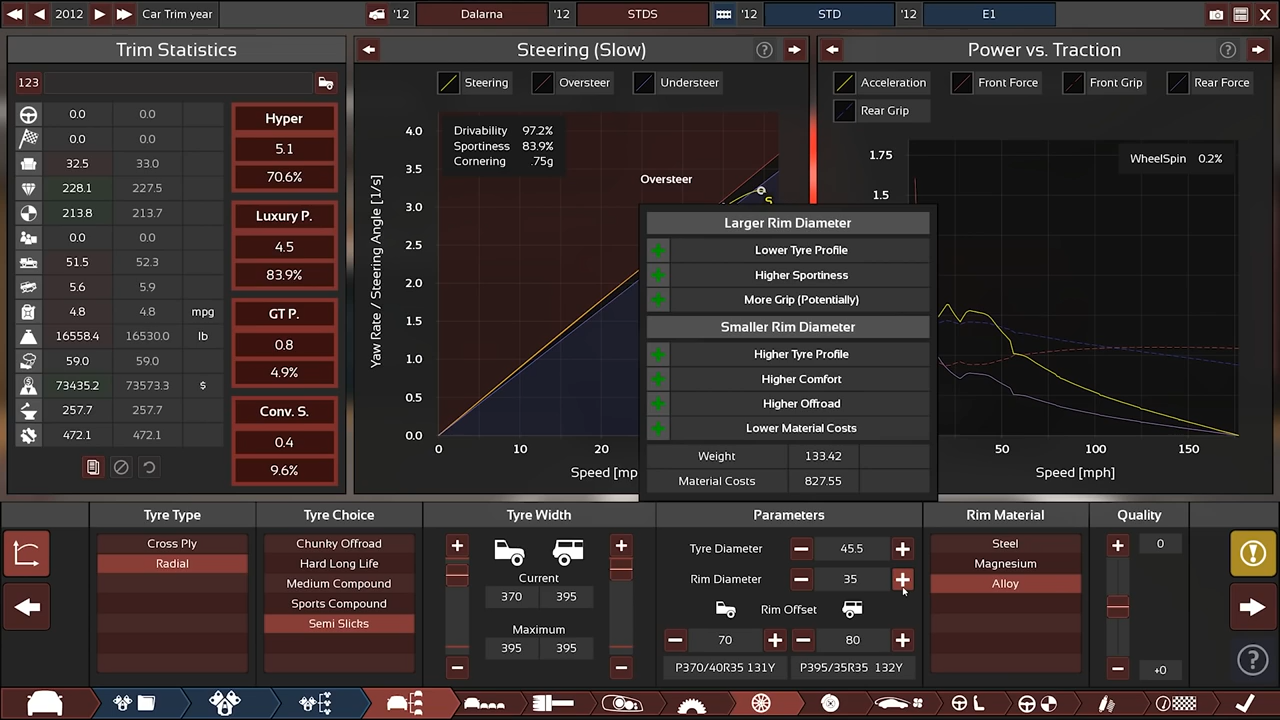 2012 Car Trim year '12 Dalarna '12 STDS '12 STD '12 E1
Trim Statistics
123
0.0 0.0
0.0 0.0
32.5 33.0
228.1 227.5
213.8 213.7
0.0 0.0
51.5 52.3
5.6 5.9
4.8 4.8 mpg
16558.4 16530.0 lb
59.0 59.0
73435.2 73573.3 $
257.7 257.7
472.1 472.1
Hyper
5.1
70.6%
Luxury P.
4.5
83.9%
GT P.
0.8
4.9%
Conv. S.
0.4
9.6%
Steering (Slow)
Steering Oversteer Understeer
Drivability 97.2%
Sportiness 83.9%
Cornering .75g
Oversteer
S
Yaw Rate / Steering Angle [1/s]
4.0
3.5
3.0
2.5
2.0
1.5
1.0
0.5
0.0
0 10 20
Speed [mp
Power vs. Traction
Acceleration Front Force Front Grip Rear Force
Rear Grip
1.75
1.5
WheelSpin 0.2%
50 100 150
Speed [mph]
Larger Rim Diameter
Lower Tyre Profile
Higher Sportiness
More Grip (Potentially)
Smaller Rim Diameter
Higher Tyre Profile
Higher Comfort
Higher Offroad
Lower Material Costs
Weight 133.42
Material Costs 827.55
Tyre Type
Cross Ply
Radial
Tyre Choice
Chunky Offroad
Hard Long Life
Medium Compound
Sports Compound
Semi Slicks
Tyre Width
Current
370 395
Maximum
395 395
Parameters
Tyre Diameter 45.5
Rim Diameter 35
Rim Offset
70 80
P370/40R35 131Y P395/35R35 132Y
Rim Material
Steel
Magnesium
Alloy
Quality
0
+0